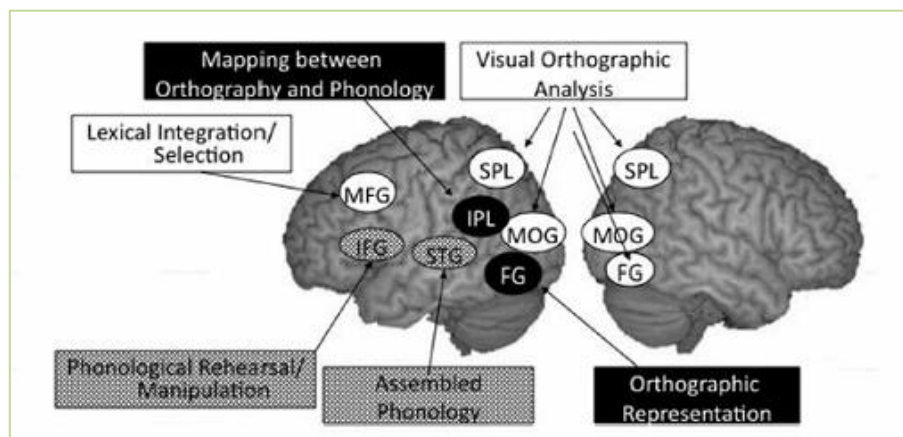 Mapping between
Orthography and Phonology
Visual Orthographic
Analysis
Lexical Integration/
Selection
SPL
SPL
MFG
IPL
MOG
MOG
IFG
STG
FG
FG
Phonological Rehearsal/
Manipulation
Assembled
Phonology
Orthographic
Representation